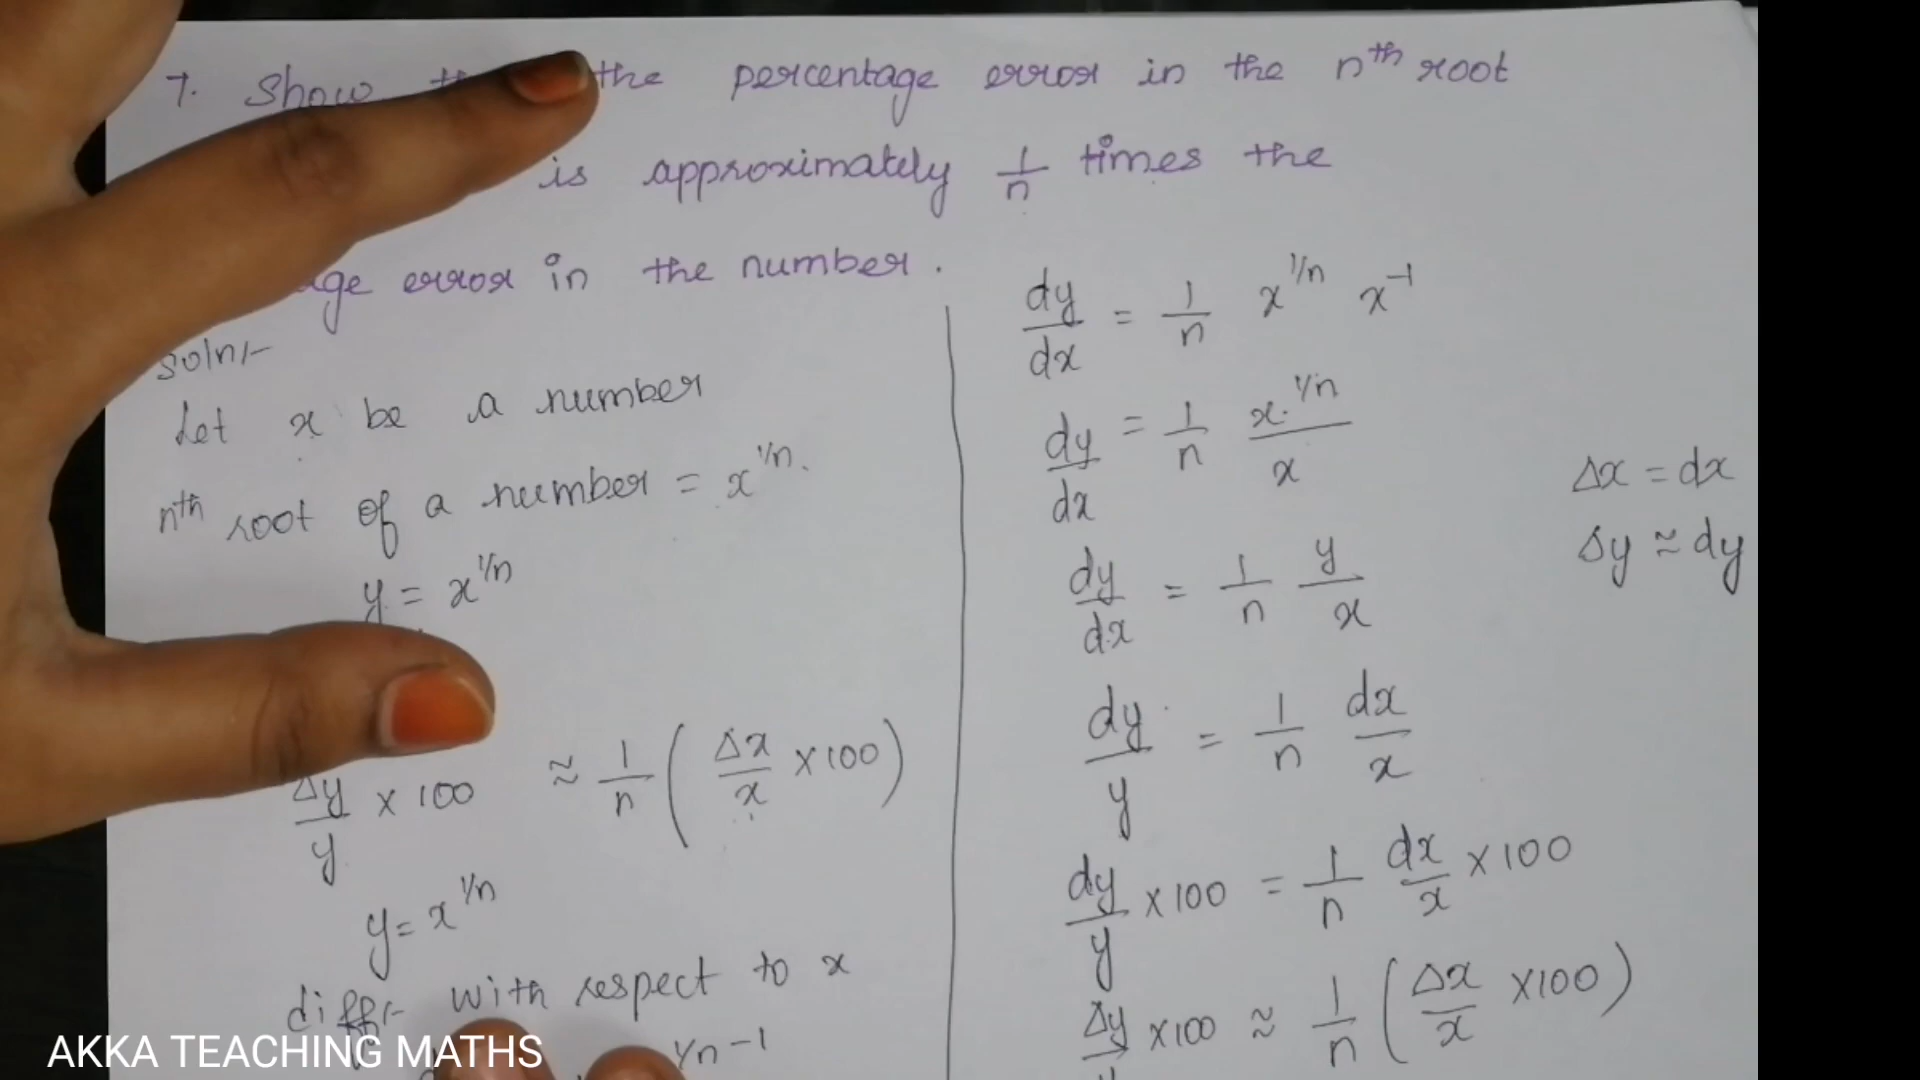 7. Show the percentage error in the nth root
is approximately 1/n times the
error in the number.
Soln:-
Let x be a number
nth root of a number = x^1/n.
y = x^1/n
Δy/y × 100 ≈ 1/n (Δx/x × 100)
y = x^1/n
diff:- with respect to x
1/n -1
dy/dx = 1/n x^1/n x^-1
dy/dx = 1/n x.^1/n / x
dy/dx = 1/n y/x
dy/y = 1/n dx/x
dy/y × 100 = 1/n dx/x × 100
Δy/y × 100 ≈ 1/n (Δx/x × 100)
Δx = dx
Δy ≈ dy
AKKA TEACHING MATHS